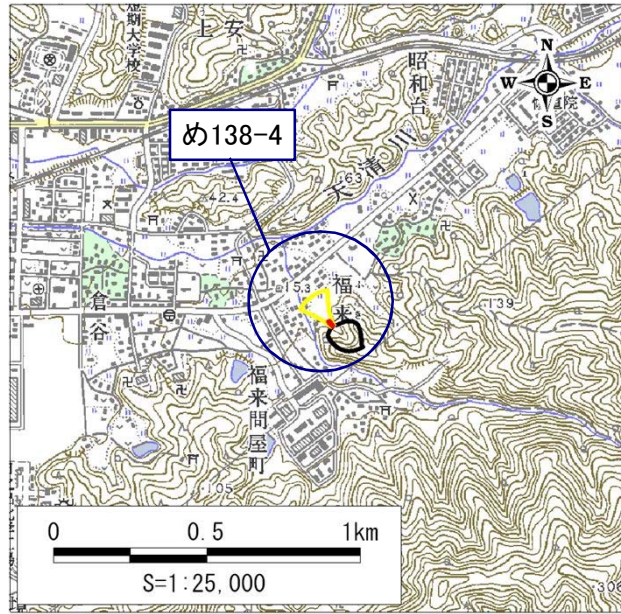 短期大学校
上安
昭和台
N
W E
S
院
め138-4
天清川
63
42.4
福来
15.3
139
倉谷
福来問屋町
105
306
0 0.5 1km
S=1:25,000